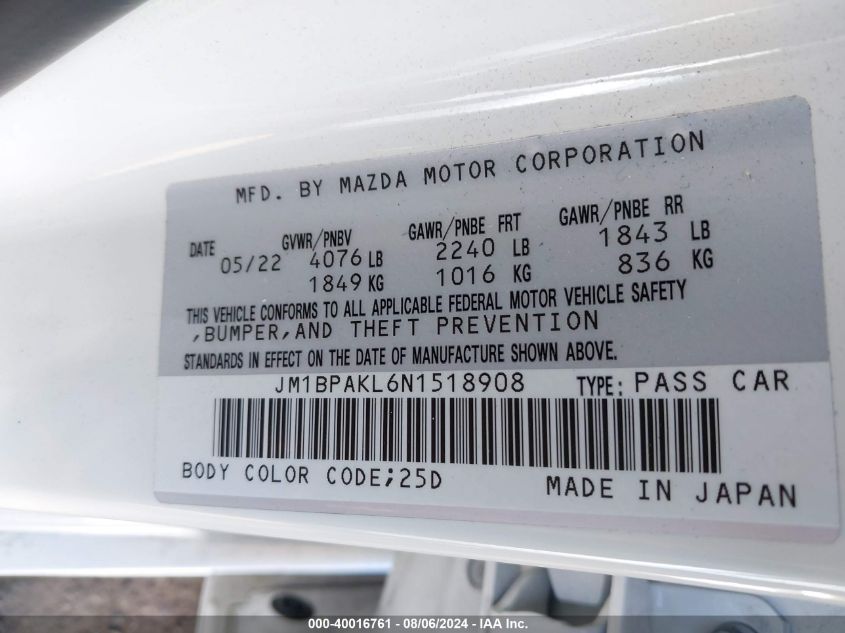 MFD. BY MAZDA MOTOR CORPORATION
DATE GVWR/PNBV GAWR/PNBE FRT GAWR/PNBE RR
05/22 4076 LB 2240 LB 1843 LB
1849 KG 1016 KG 836 KG
THIS VEHICLE CONFORMS TO ALL APPLICABLE FEDERAL MOTOR VEHICLE SAFETY
,BUMPER,AND THEFT PREVENTION
STANDARDS IN EFFECT ON THE DATE OF MANUFACTURE SHOWN ABOVE.
JM1BPAKL6N1518908 TYPE: PASS CAR
BODY COLOR CODE;25D MADE IN JAPAN
000-40016761 - 08/06/2024 - IAA Inc.